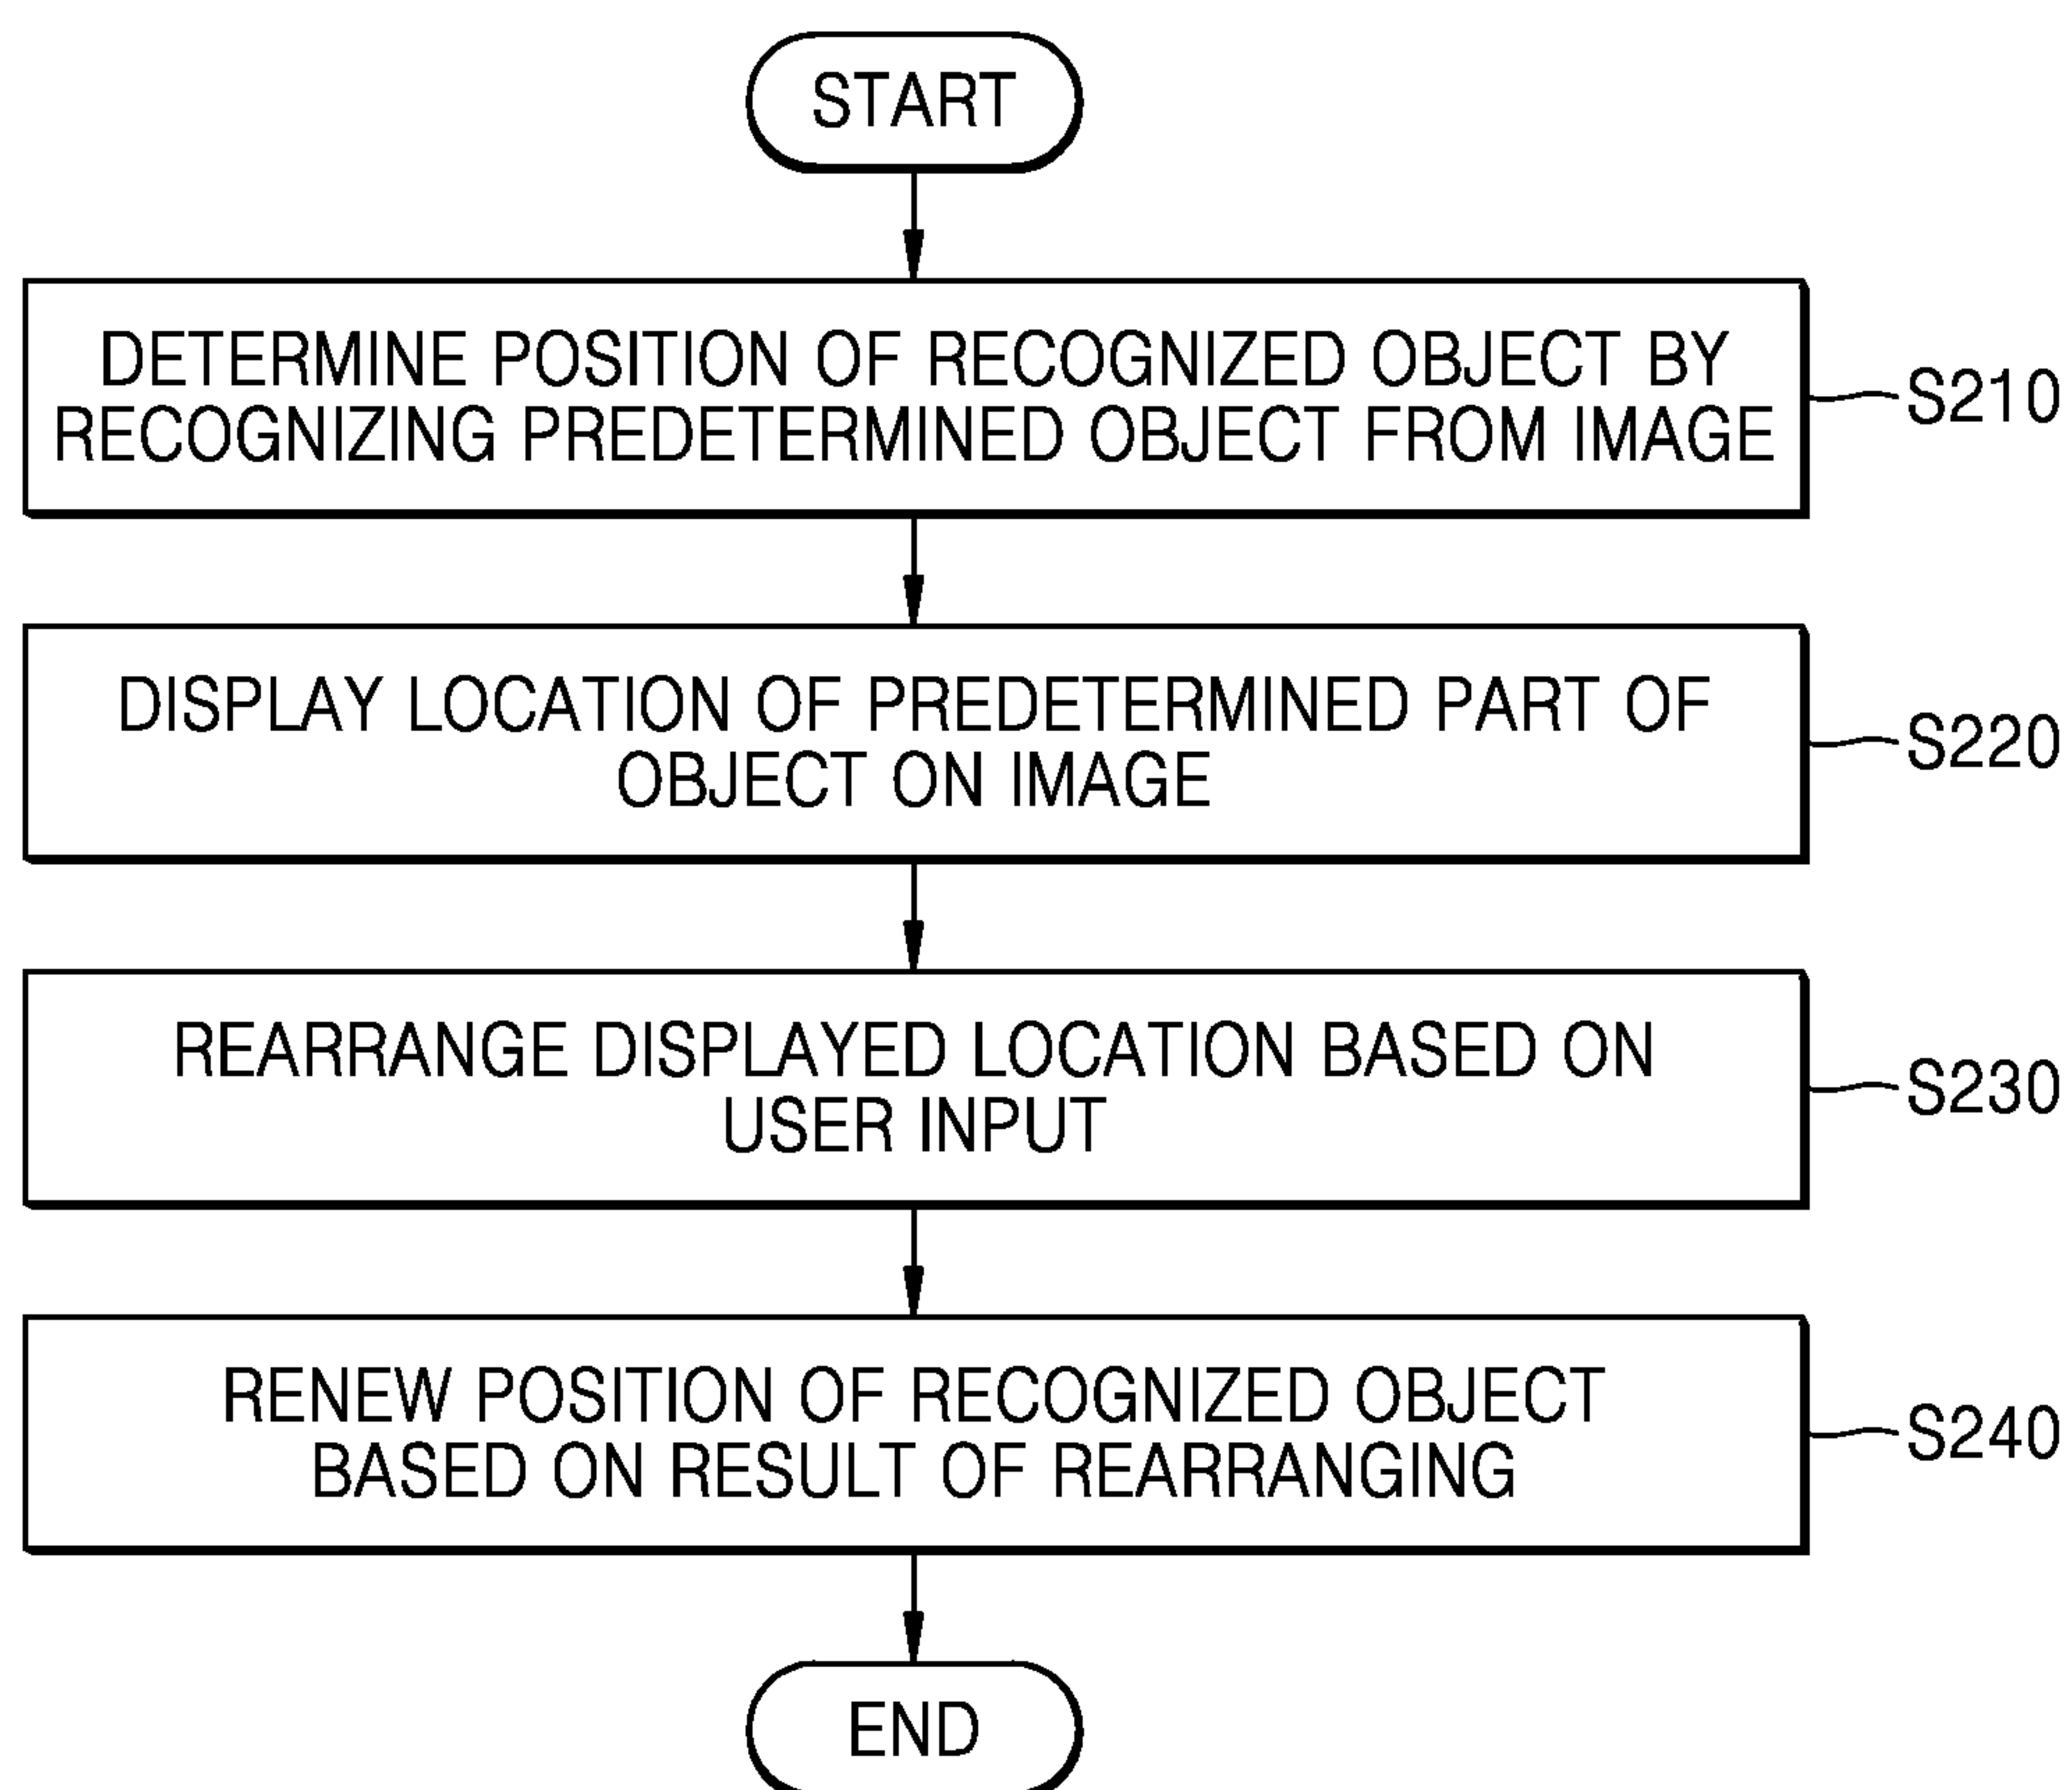 START
DETERMINE POSITION OF RECOGNIZED OBJECT BY
RECOGNIZING PREDETERMINED OBJECT FROM IMAGE
S210
DISPLAY LOCATION OF PREDETERMINED PART OF
OBJECT ON IMAGE
S220
REARRANGE DISPLAYED LOCATION BASED ON
USER INPUT
S230
RENEW POSITION OF RECOGNIZED OBJECT
BASED ON RESULT OF REARRANGING
S240
END